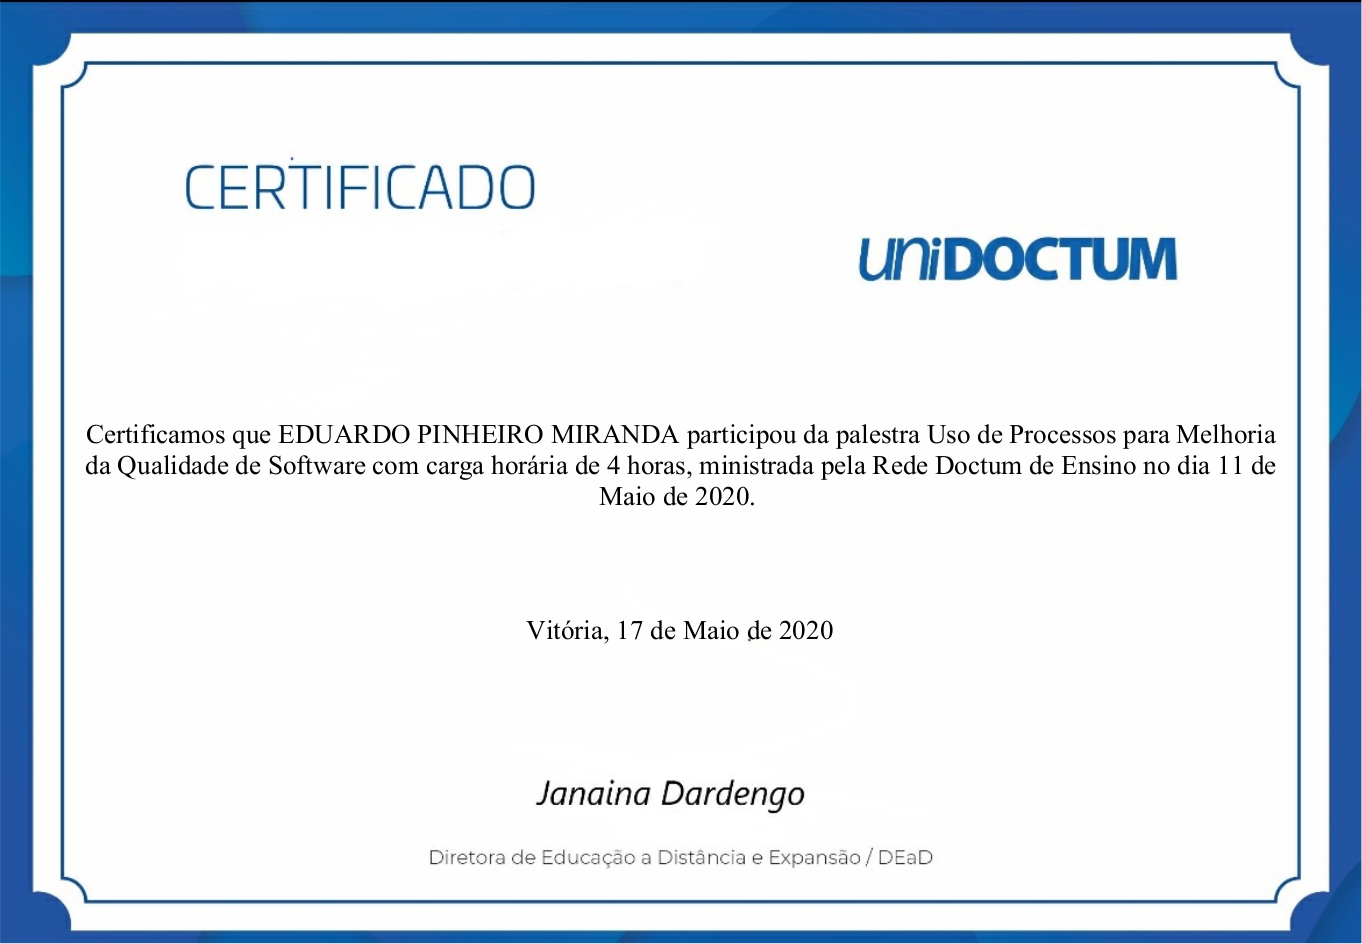 CERTIFICADO
uniDOCTUM
Certificamos que EDUARDO PINHEIRO MIRANDA participou da palestra Uso de Processos para Melhoria
da Qualidade de Software com carga horária de 4 horas, ministrada pela Rede Doctum de Ensino no dia 11 de
Maio de 2020.
Vitória, 17 de Maio de 2020
Janaina Dardengo
Diretora de Educação a Distância e Expansão / DEaD